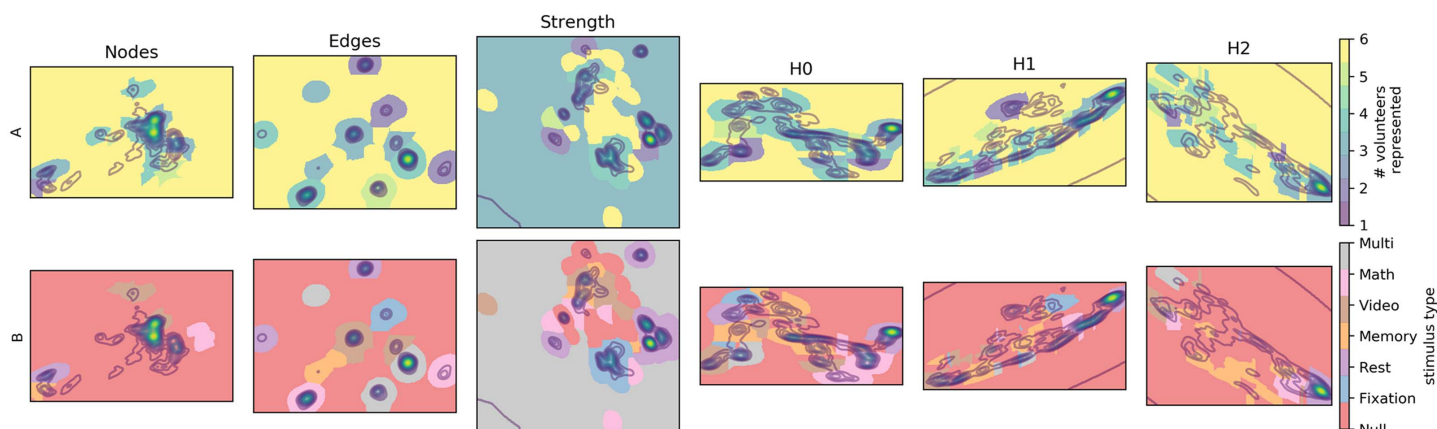 Nodes
Edges
Strength
H0
H1
H2
A
6
5
4
3
2
1
# volunteers
represented
B
Multi
Math
Video
Memory
Rest
Fixation
Null
stimulus type